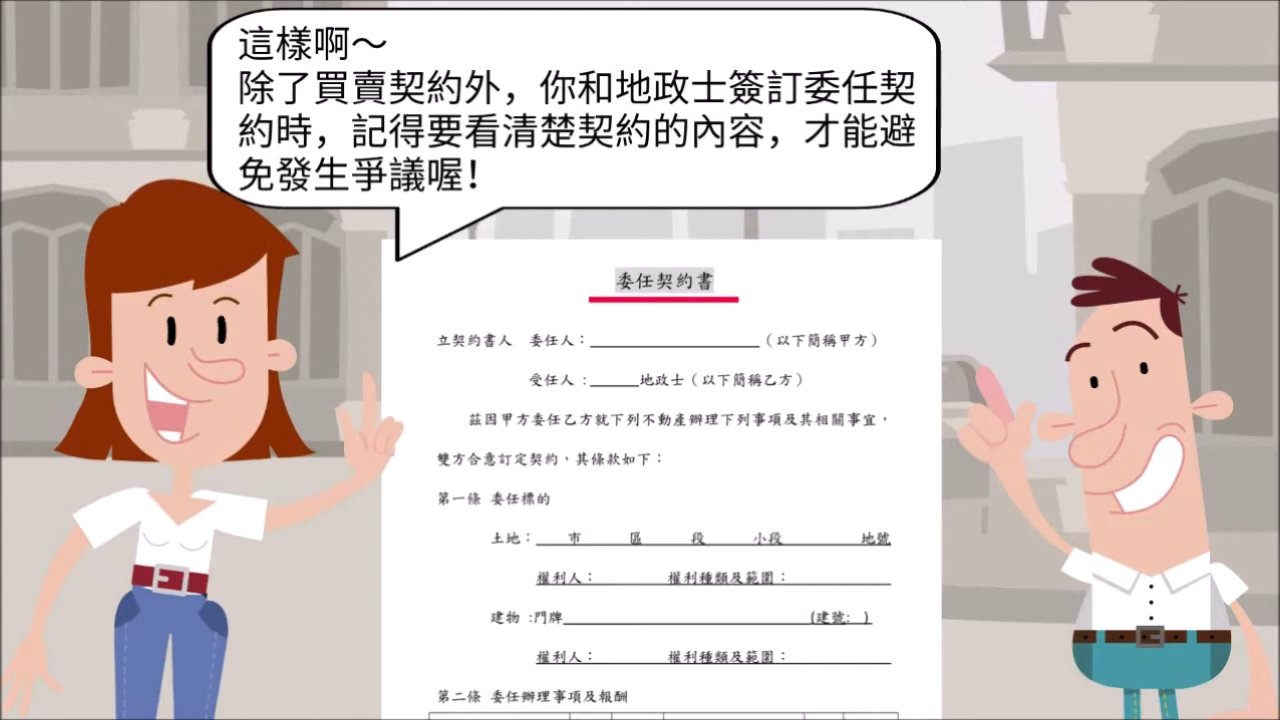 這樣啊～
除了買賣契約外，你和地政士簽訂委任契
約時，記得要看清楚契約的內容，才能避
免發生爭議喔！
委任契約書
立契約書人　委任人：＿＿＿＿＿＿＿＿＿（以下簡稱甲方）
受任人 ：＿＿＿地政士（以下簡稱乙方）
茲因甲方委任乙方就下列不動產辦理下列事項及其相關事宜，
雙方合意訂定契約，其條款如下：
第一條 委任標的
土地：　　市　　　區　　　段　　　小段　　　　　地號
權利人：　　　　　權利種類及範圍：
建物 :門牌　　　　　　　　　　　　　　　　(建號:　)
權利人：　　　　　權利種類及範圍：
第二條 委任辦理事項及報酬